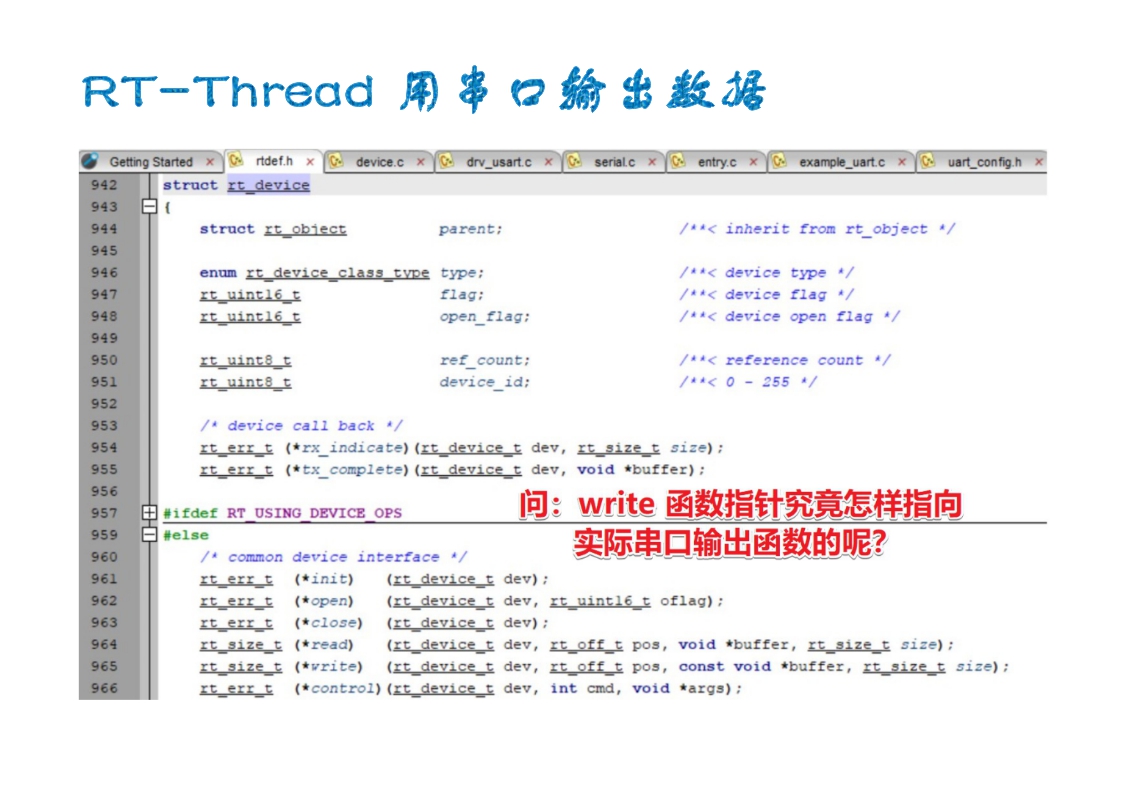 RT-Thread 用串口输出数据
Getting Started × rtdef.h × device.c × drv_usart.c × serial.c × entry.c × example_uart.c × uart_config.h ×
942 struct rt_device
943 {
944 struct rt_object parent; /**< inherit from rt_object */
945
946 enum rt_device_class_type type; /**< device type */
947 rt_uint16_t flag; /**< device flag */
948 rt_uint16_t open_flag; /**< device open flag */
949
950 rt_uint8_t ref_count; /**< reference count */
951 rt_uint8_t device_id; /**< 0 - 255 */
952
953 /* device call back */
954 rt_err_t (*rx_indicate)(rt_device_t dev, rt_size_t size);
955 rt_err_t (*tx_complete)(rt_device_t dev, void *buffer);
956
问：write 函数指针究竟怎样指向
957 #ifdef RT_USING_DEVICE_OPS
959 #else
实际串口输出函数的呢？
960 /* common device interface */
961 rt_err_t (*init) (rt_device_t dev);
962 rt_err_t (*open) (rt_device_t dev, rt_uint16_t oflag);
963 rt_err_t (*close) (rt_device_t dev);
964 rt_size_t (*read) (rt_device_t dev, rt_off_t pos, void *buffer, rt_size_t size);
965 rt_size_t (*write) (rt_device_t dev, rt_off_t pos, const void *buffer, rt_size_t size);
966 rt_err_t (*control)(rt_device_t dev, int cmd, void *args);